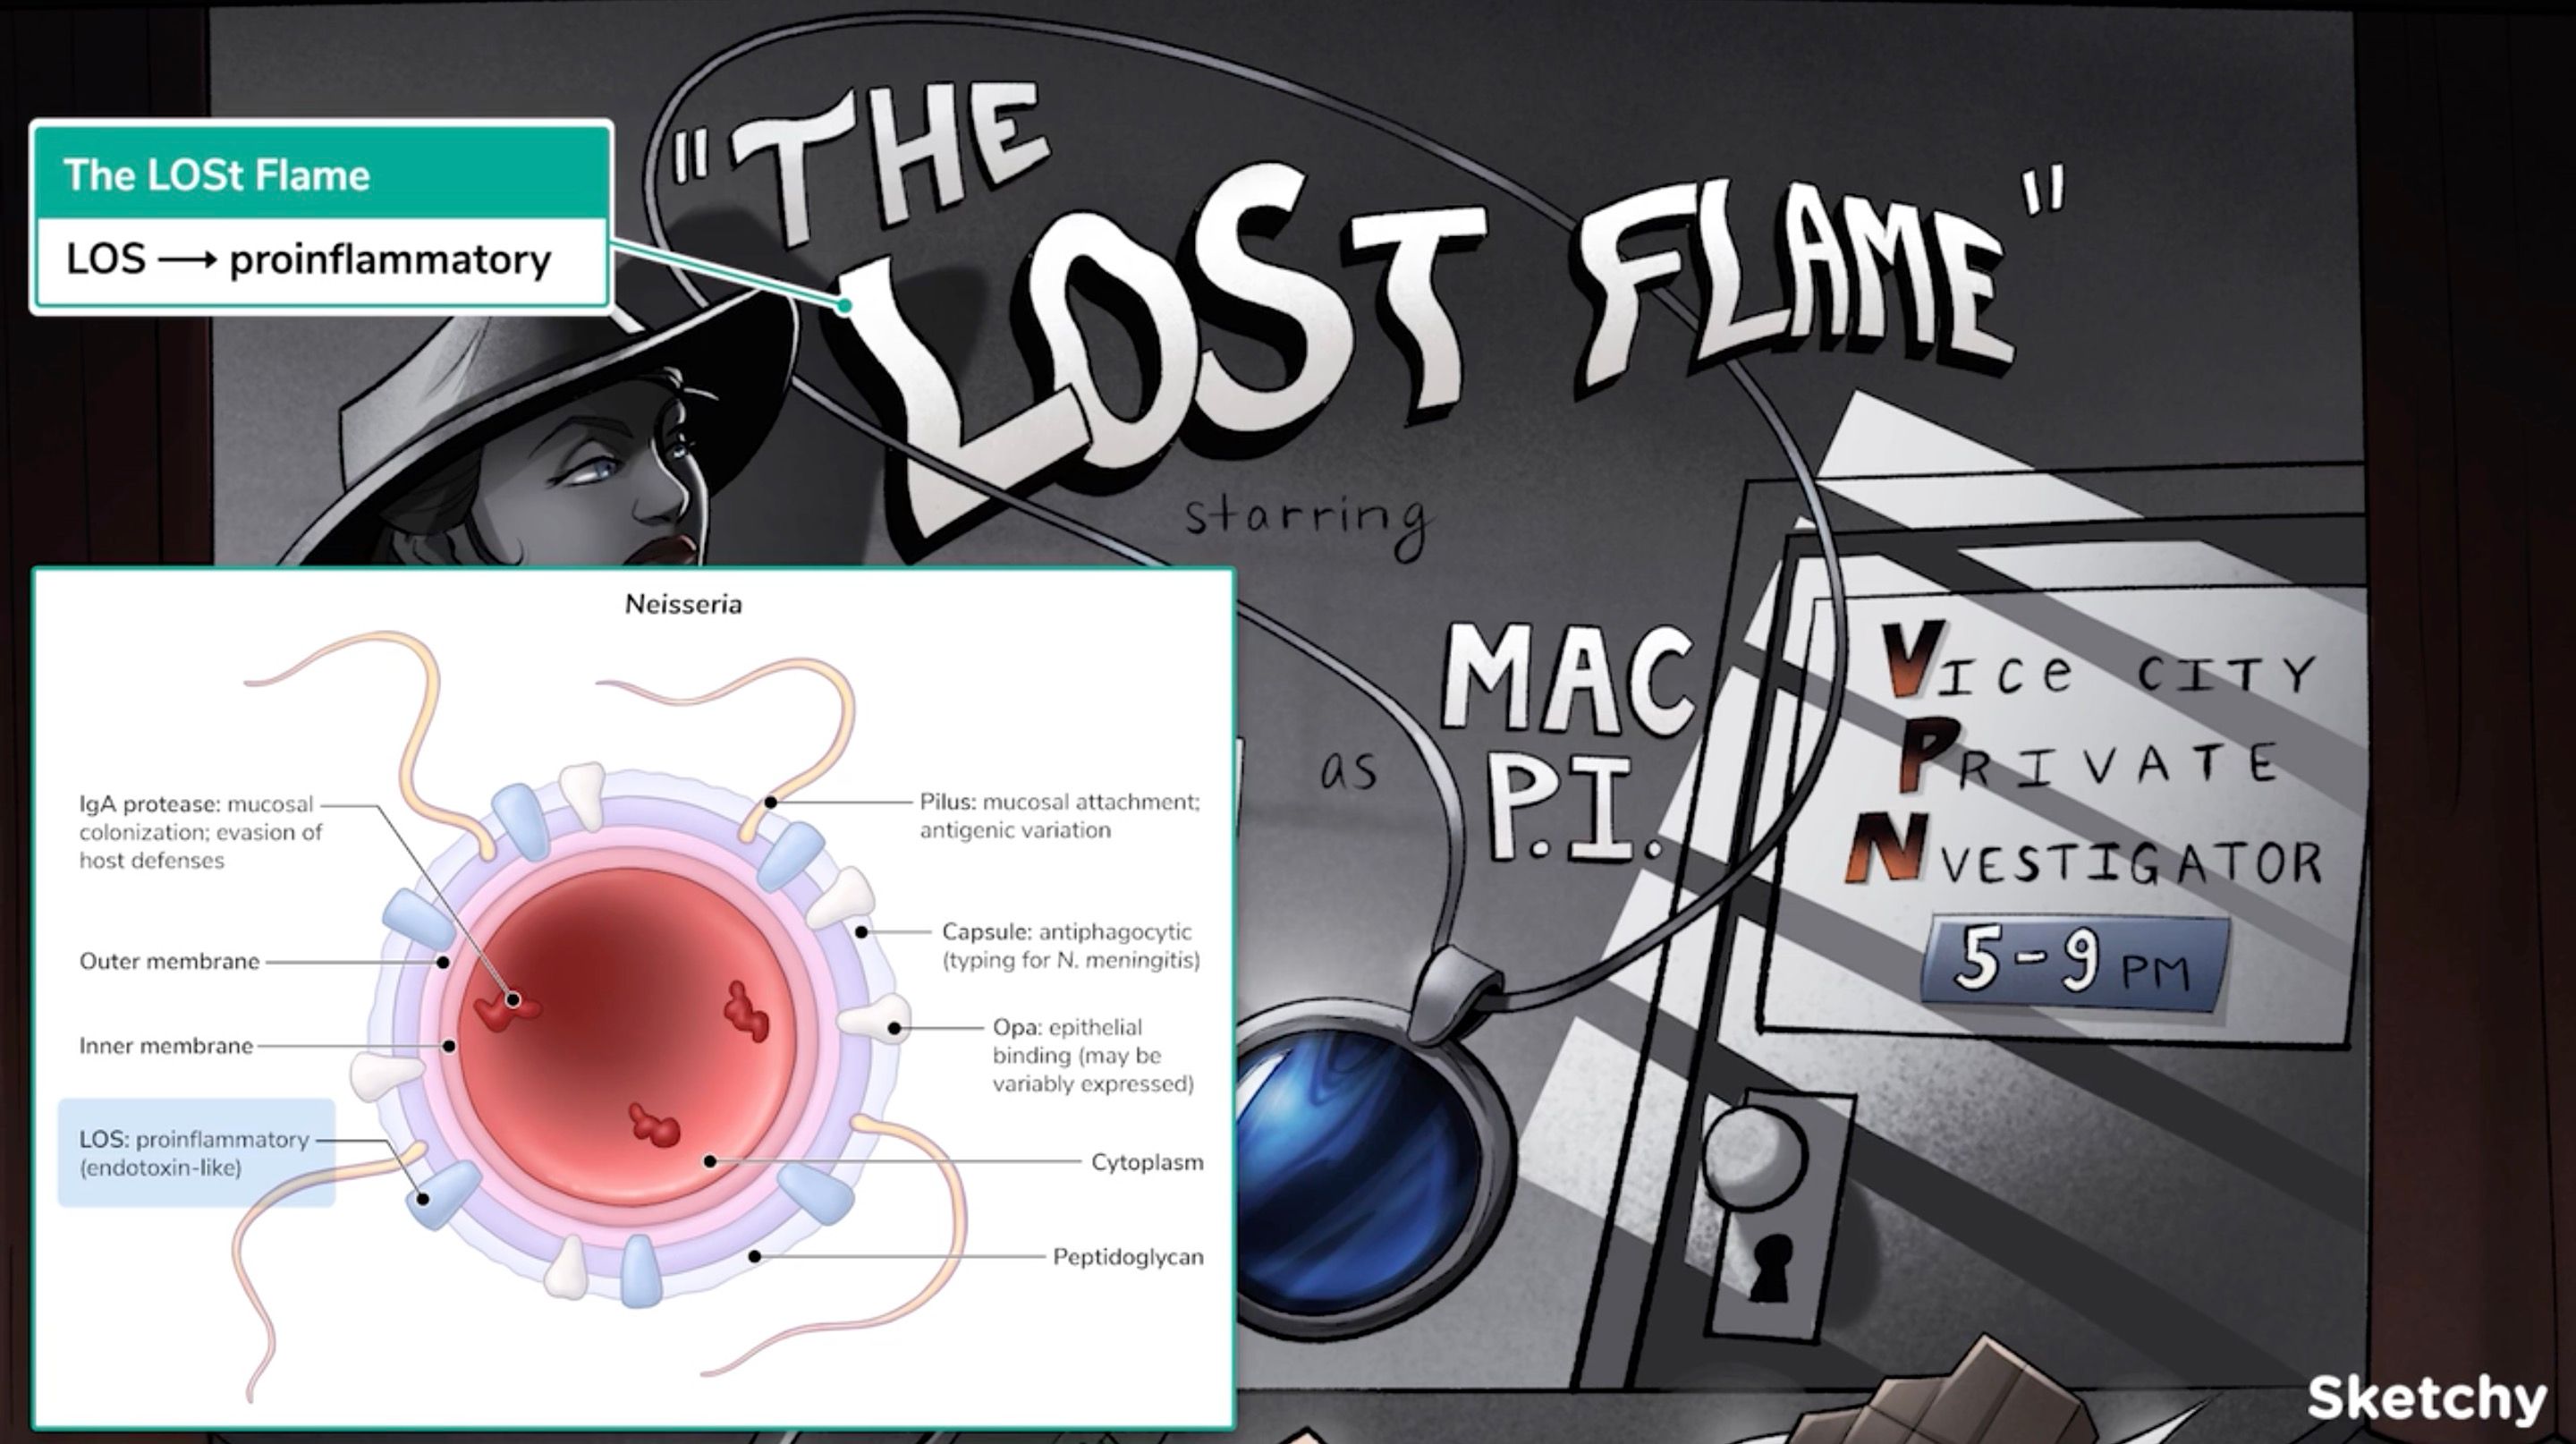 "THE
LOST FLAME"
The LOSt Flame
LOS → proinflammatory
starring
as
MAC
P.I.
VICe CITY
PRIVATE
NVESTIGATOR
5-9 PM
Neisseria
IgA protease: mucosal
colonization; evasion of
host defenses
Outer membrane
Inner membrane
LOS: proinflammatory
(endotoxin-like)
Pilus: mucosal attachment;
antigenic variation
Capsule: antiphagocytic
(typing for N. meningitis)
Opa: epithelial
binding (may be
variably expressed)
Cytoplasm
Peptidoglycan
Sketchy